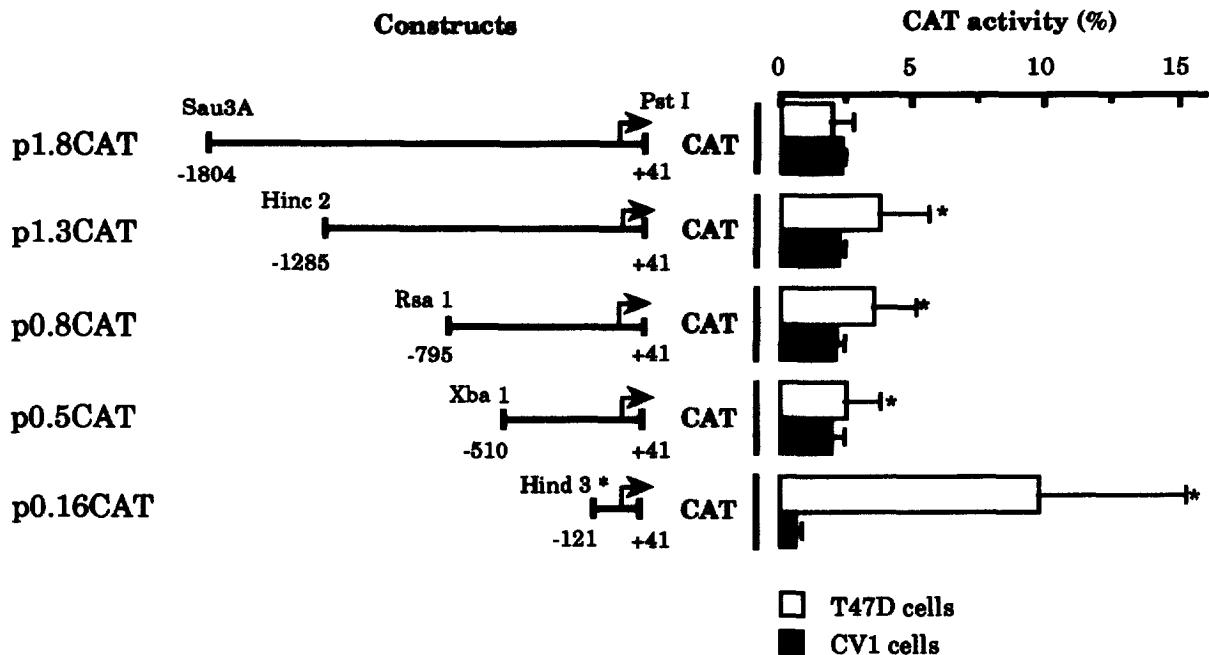 Constructs
CAT activity (%)
0 5 10 15
Sau3A Pst I
p1.8CAT CAT
-1804 +41
Hinc 2
p1.3CAT CAT *
-1285 +41
Rsa 1
p0.8CAT CAT *
-795 +41
Xba 1
p0.5CAT CAT *
-510 +41
Hind 3 *
p0.16CAT CAT *
-121 +41
T47D cells
CV1 cells